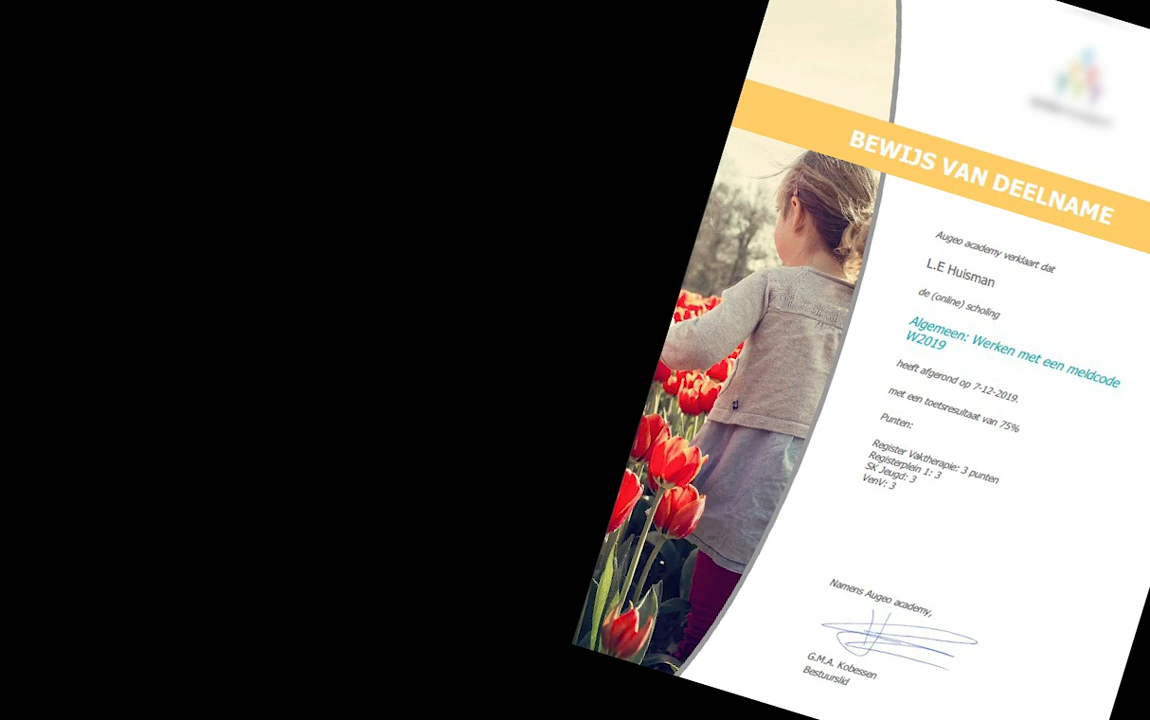 BEWIJS VAN DEELNAME
Augeo academy verklaart dat
L.E Huisman
de (online) scholing
Algemeen: Werken met een meldcode
W2019
heeft afgerond op 7-12-2019.
met een toetsresultaat van 75%
Punten:
Register Vaktherapie: 3 punten
Registerplein 1: 3
SK Jeugd: 3
VenV: 3
Namens Augeo academy,
G.M.A. Kobessen
Bestuurslid